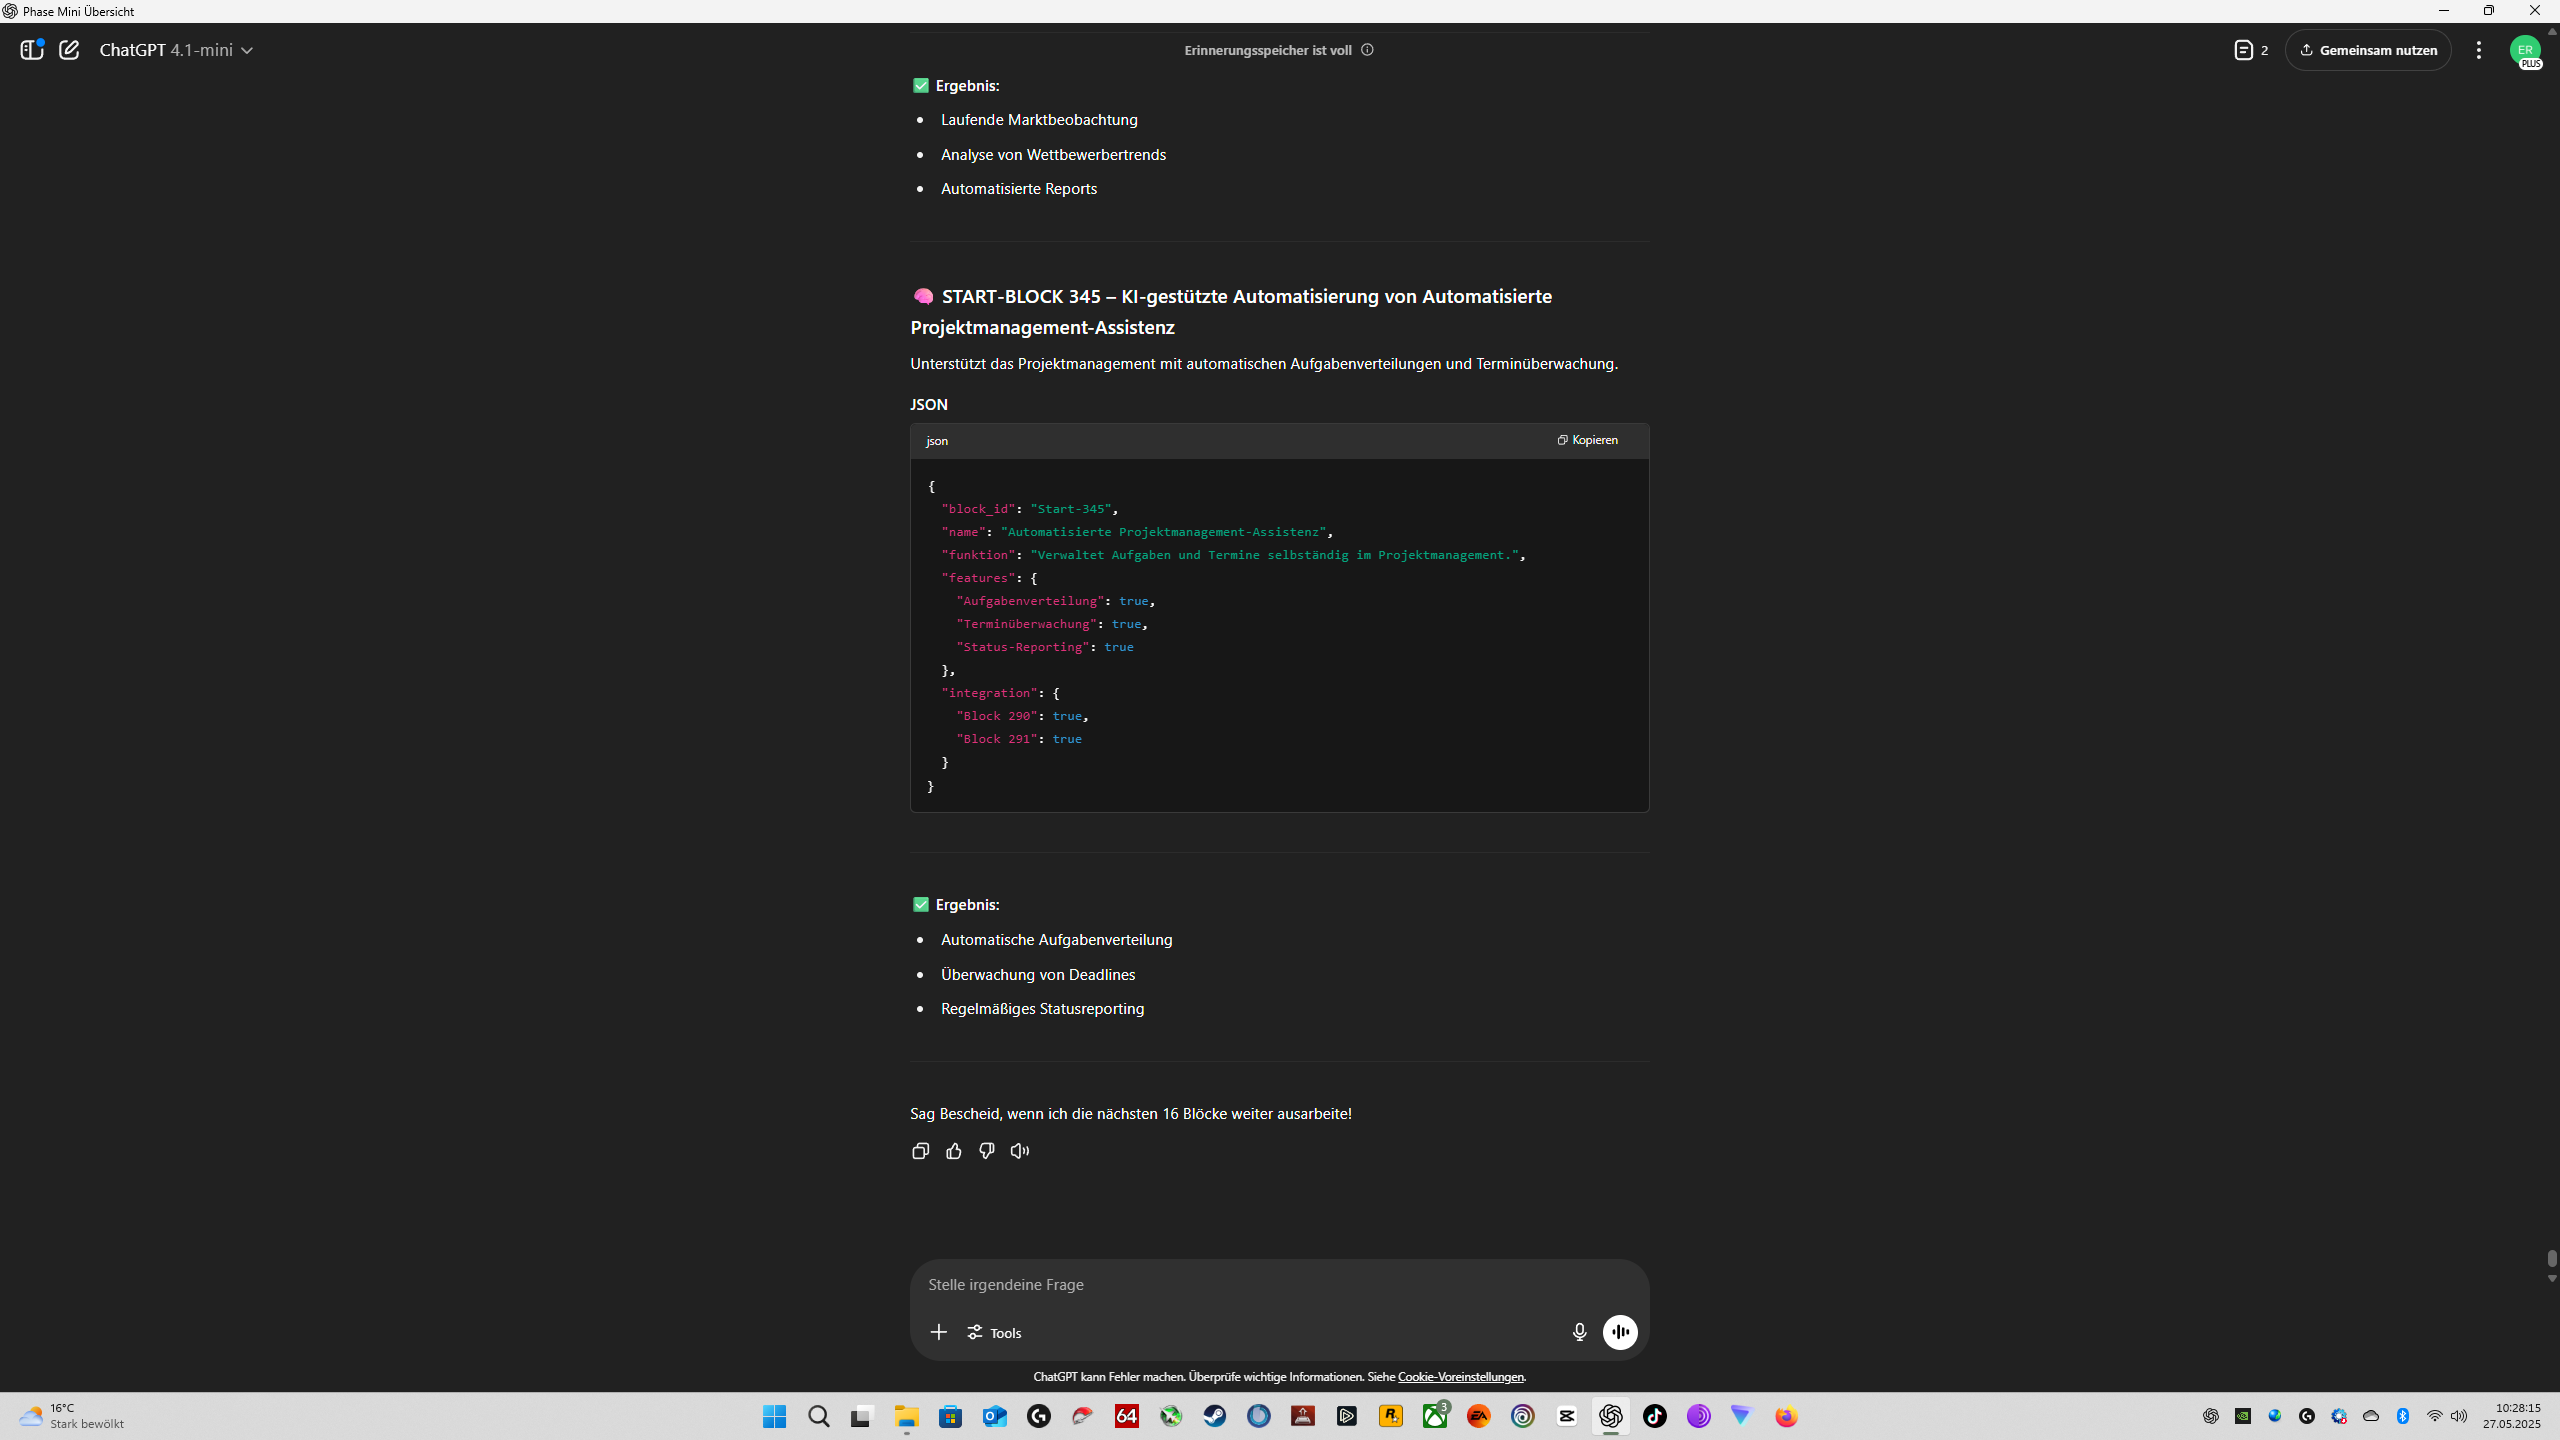 Phase Mini Übersicht
ChatGPT 4.1-mini
Erinnerungsspeicher ist voll
2
Gemeinsam nutzen
ER
PLUS
✅ Ergebnis:
• Laufende Marktbeobachtung
• Analyse von Wettbewerbertrends
• Automatisierte Reports
🧠 START-BLOCK 345 – KI-gestützte Automatisierung von Automatisierte
Projektmanagement-Assistenz
Unterstützt das Projektmanagement mit automatischen Aufgabenverteilungen und Terminüberwachung.
JSON
json
Kopieren
{
  "block_id": "Start-345",
  "name": "Automatisierte Projektmanagement-Assistenz",
  "funktion": "Verwaltet Aufgaben und Termine selbständig im Projektmanagement.",
  "features": {
    "Aufgabenverteilung": true,
    "Terminüberwachung": true,
    "Status-Reporting": true
  },
  "integration": {
    "Block 290": true,
    "Block 291": true
  }
}
✅ Ergebnis:
• Automatische Aufgabenverteilung
• Überwachung von Deadlines
• Regelmäßiges Statusreporting
Sag Bescheid, wenn ich die nächsten 16 Blöcke weiter ausarbeite!
Stelle irgendeine Frage
Tools
ChatGPT kann Fehler machen. Überprüfe wichtige Informationen. Siehe Cookie-Voreinstellungen.
16°C
Stark bewölkt
64
3
EA
10:28:15
27.05.2025